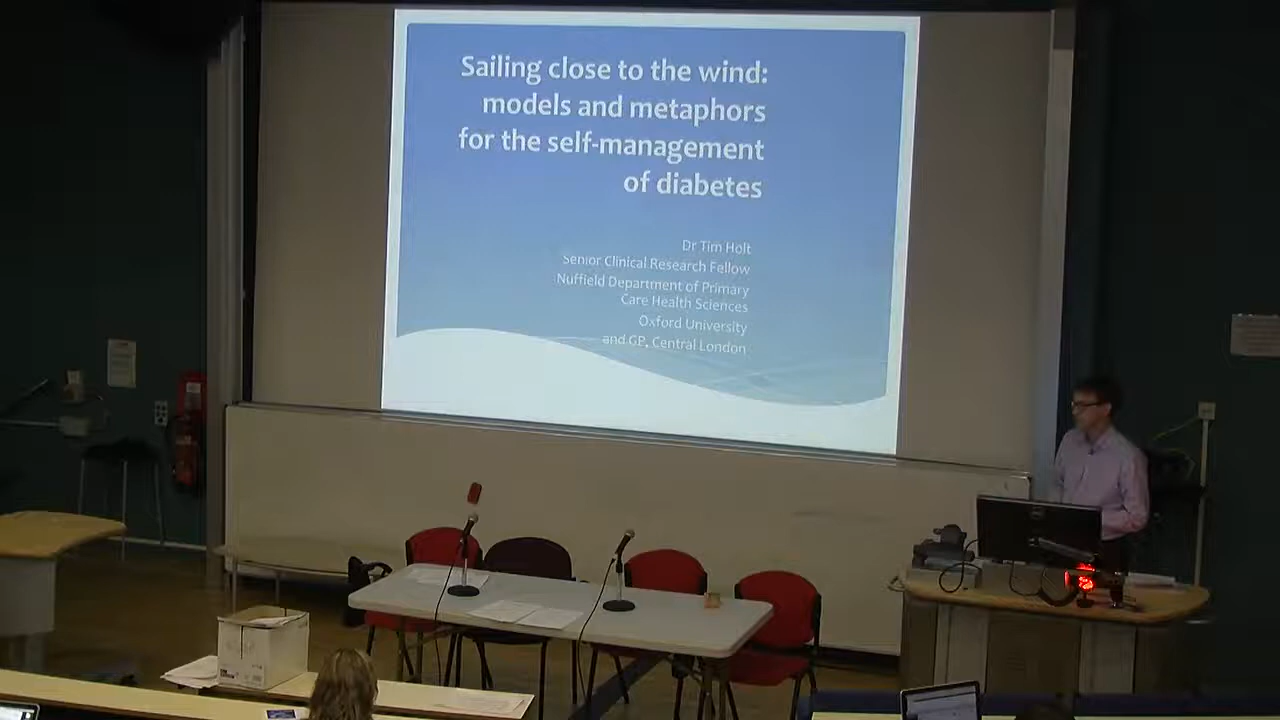 Sailing close to the wind:
models and metaphors
for the self-management
of diabetes
Dr Tim Holt
Senior Clinical Research Fellow
Nuffield Department of Primary
Care Health Sciences
Oxford University
and GP, Central London